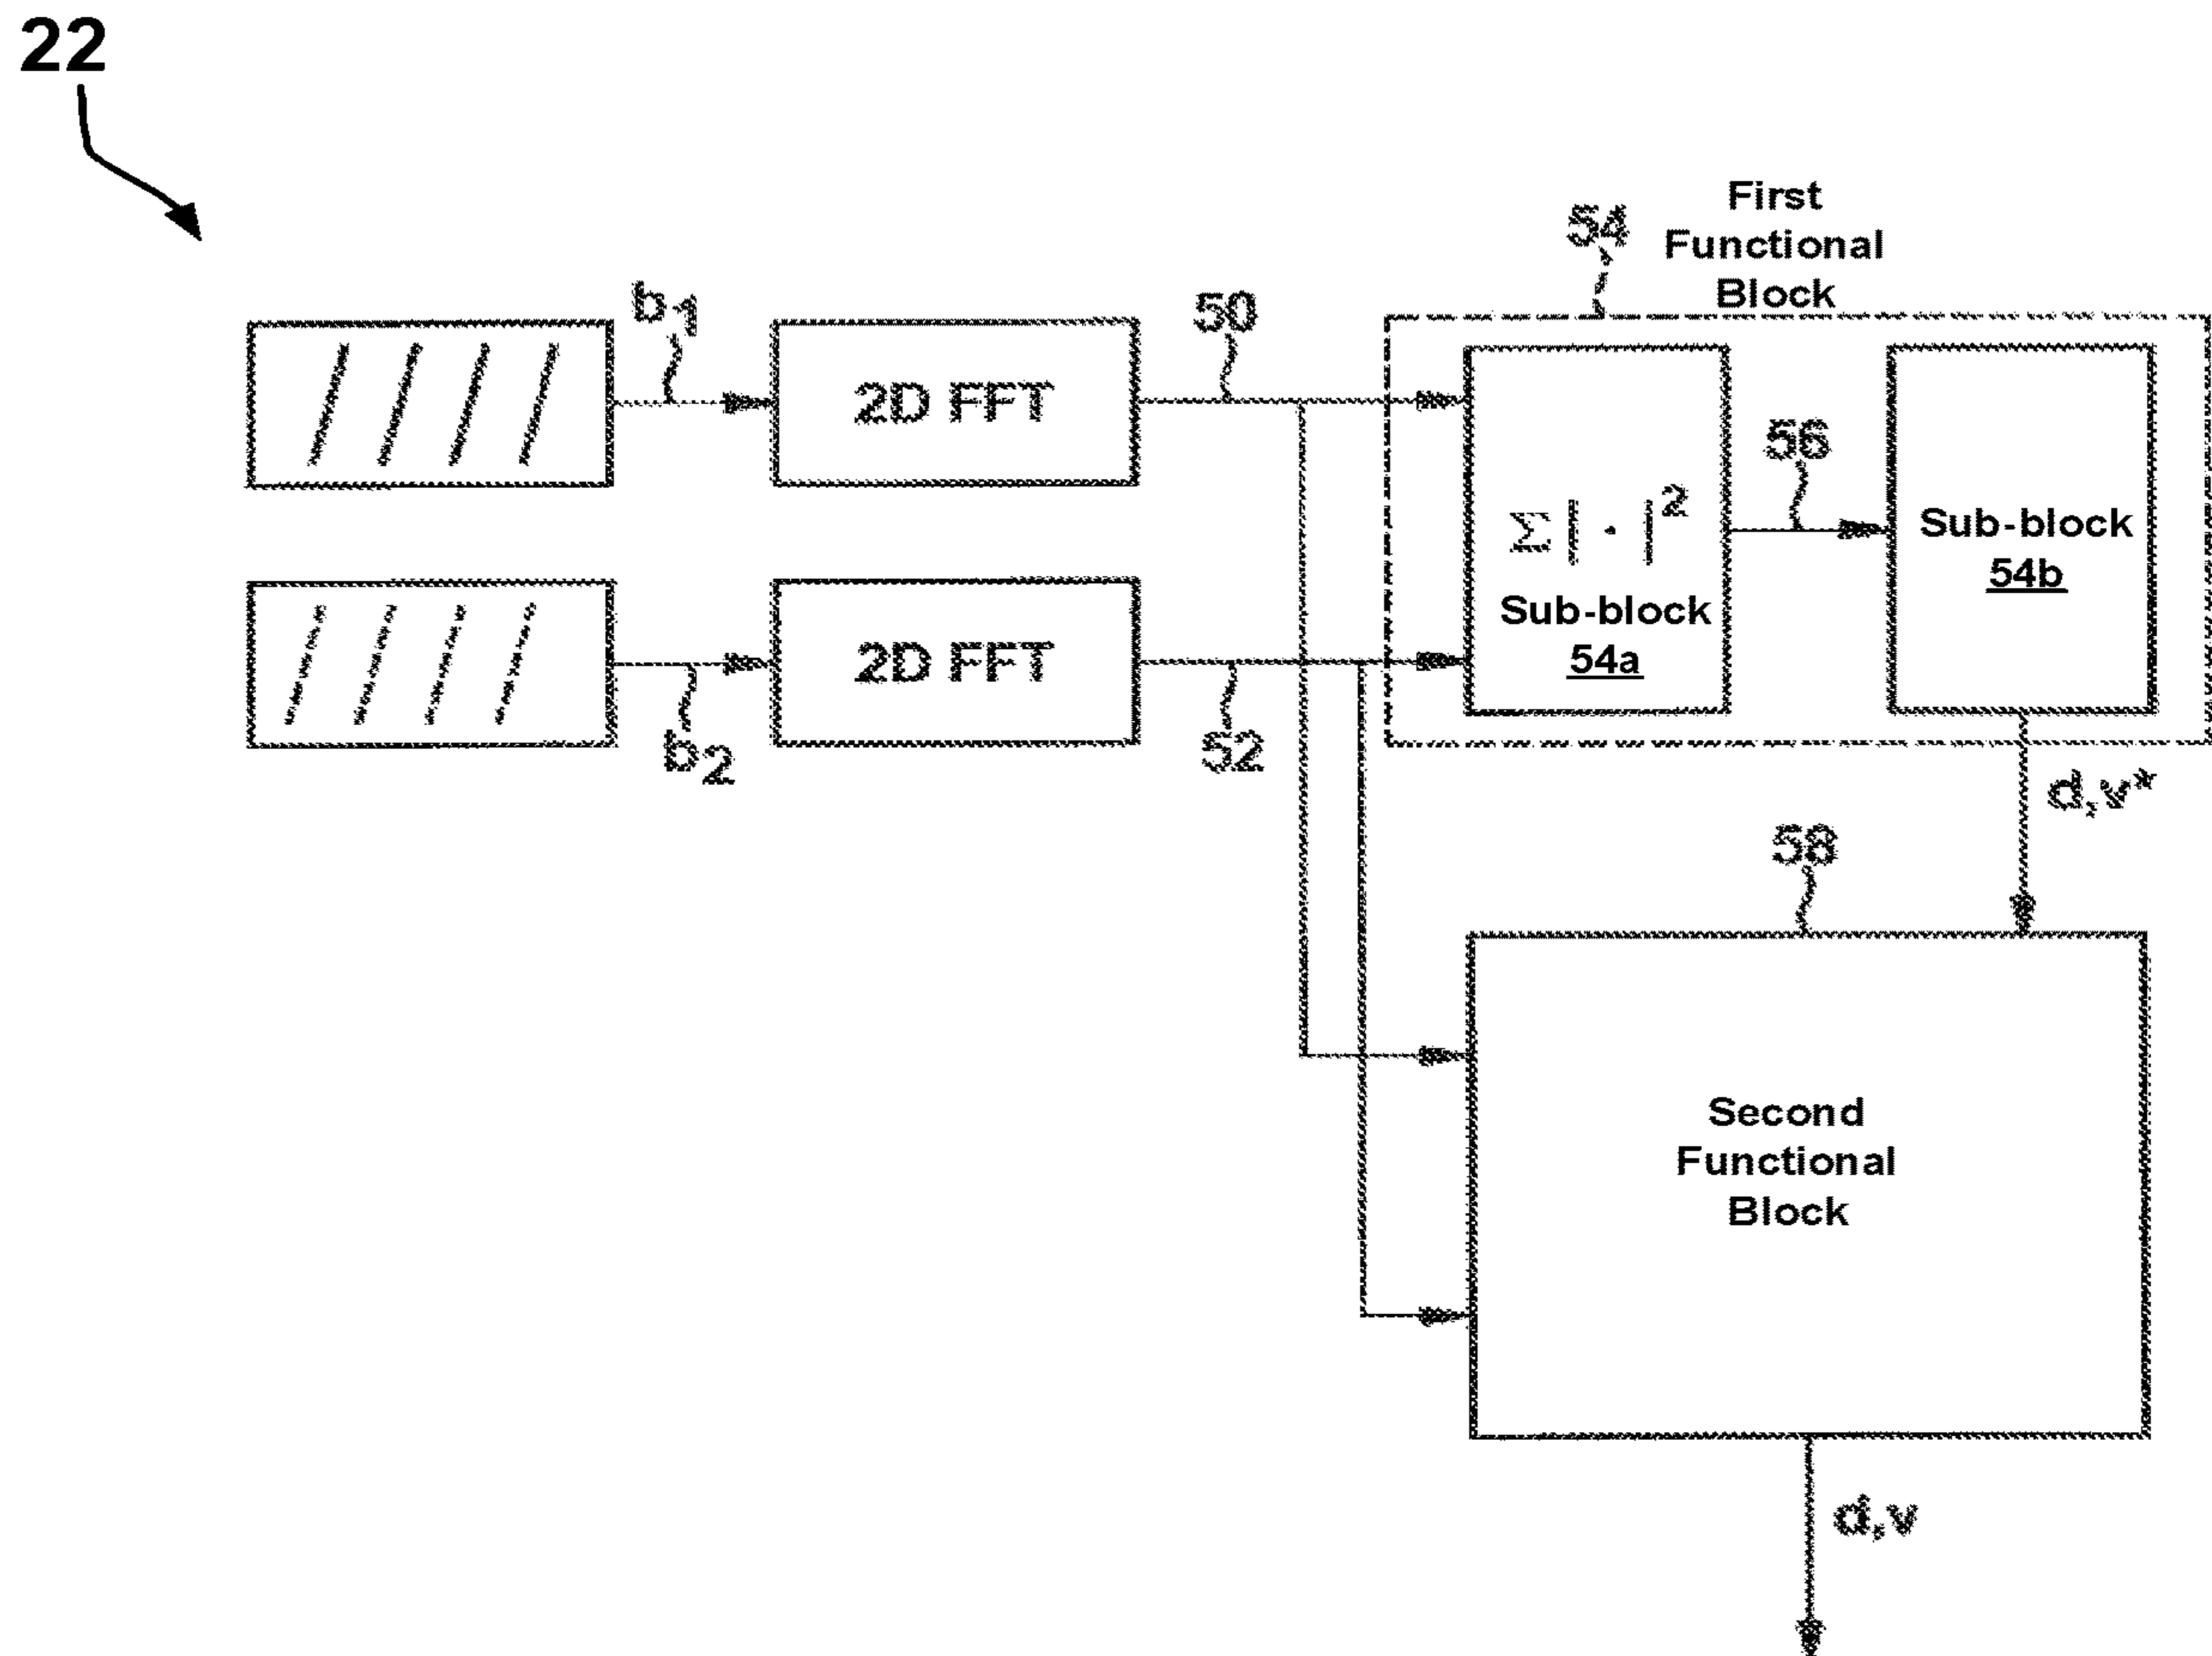 22
First
54
Functional
Block
b1
50
2D FFT
56
Σ| · |²
Sub-block
54a
Sub-block
54b
2D FFT
b2
52
d,v*
58
Second
Functional
Block
d,v